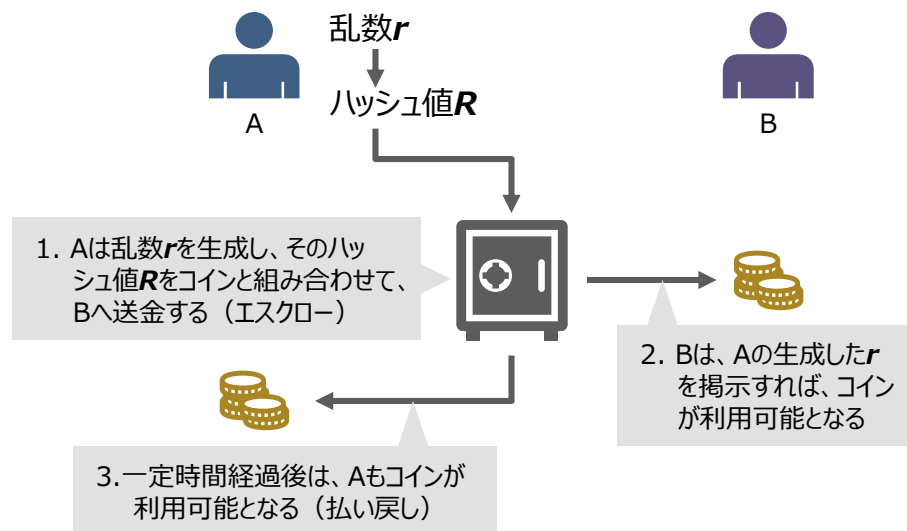 乱数r
ハッシュ値R
A
B
1. Aは乱数rを生成し、そのハッ
シュ値Rをコインと組み合わせて、
Bへ送金する（エスクロー）
2. Bは、Aの生成したr
を掲示すれば、コイン
が利用可能となる
3.一定時間経過後は、Aもコインが
利用可能となる（払い戻し）